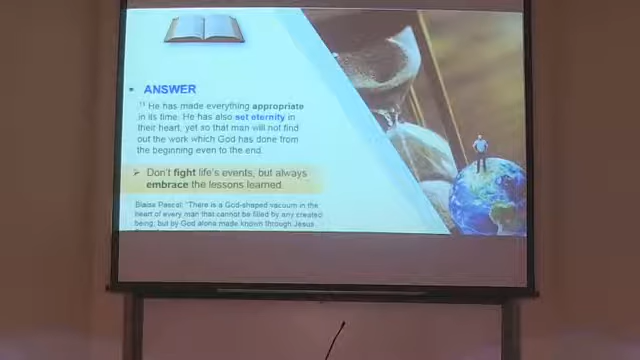 ANSWER
11 He has made everything appropriate
in its time. He has also set eternity in
their heart, yet so that man will not find
out the work which God has done from
the beginning even to the end.
Don't fight life's events, but always
embrace the lessons learned.
Blaise Pascal: "There is a God-shaped vacuum in the
heart of every man that cannot be filled by any created
being, but by God alone made known through Jesus